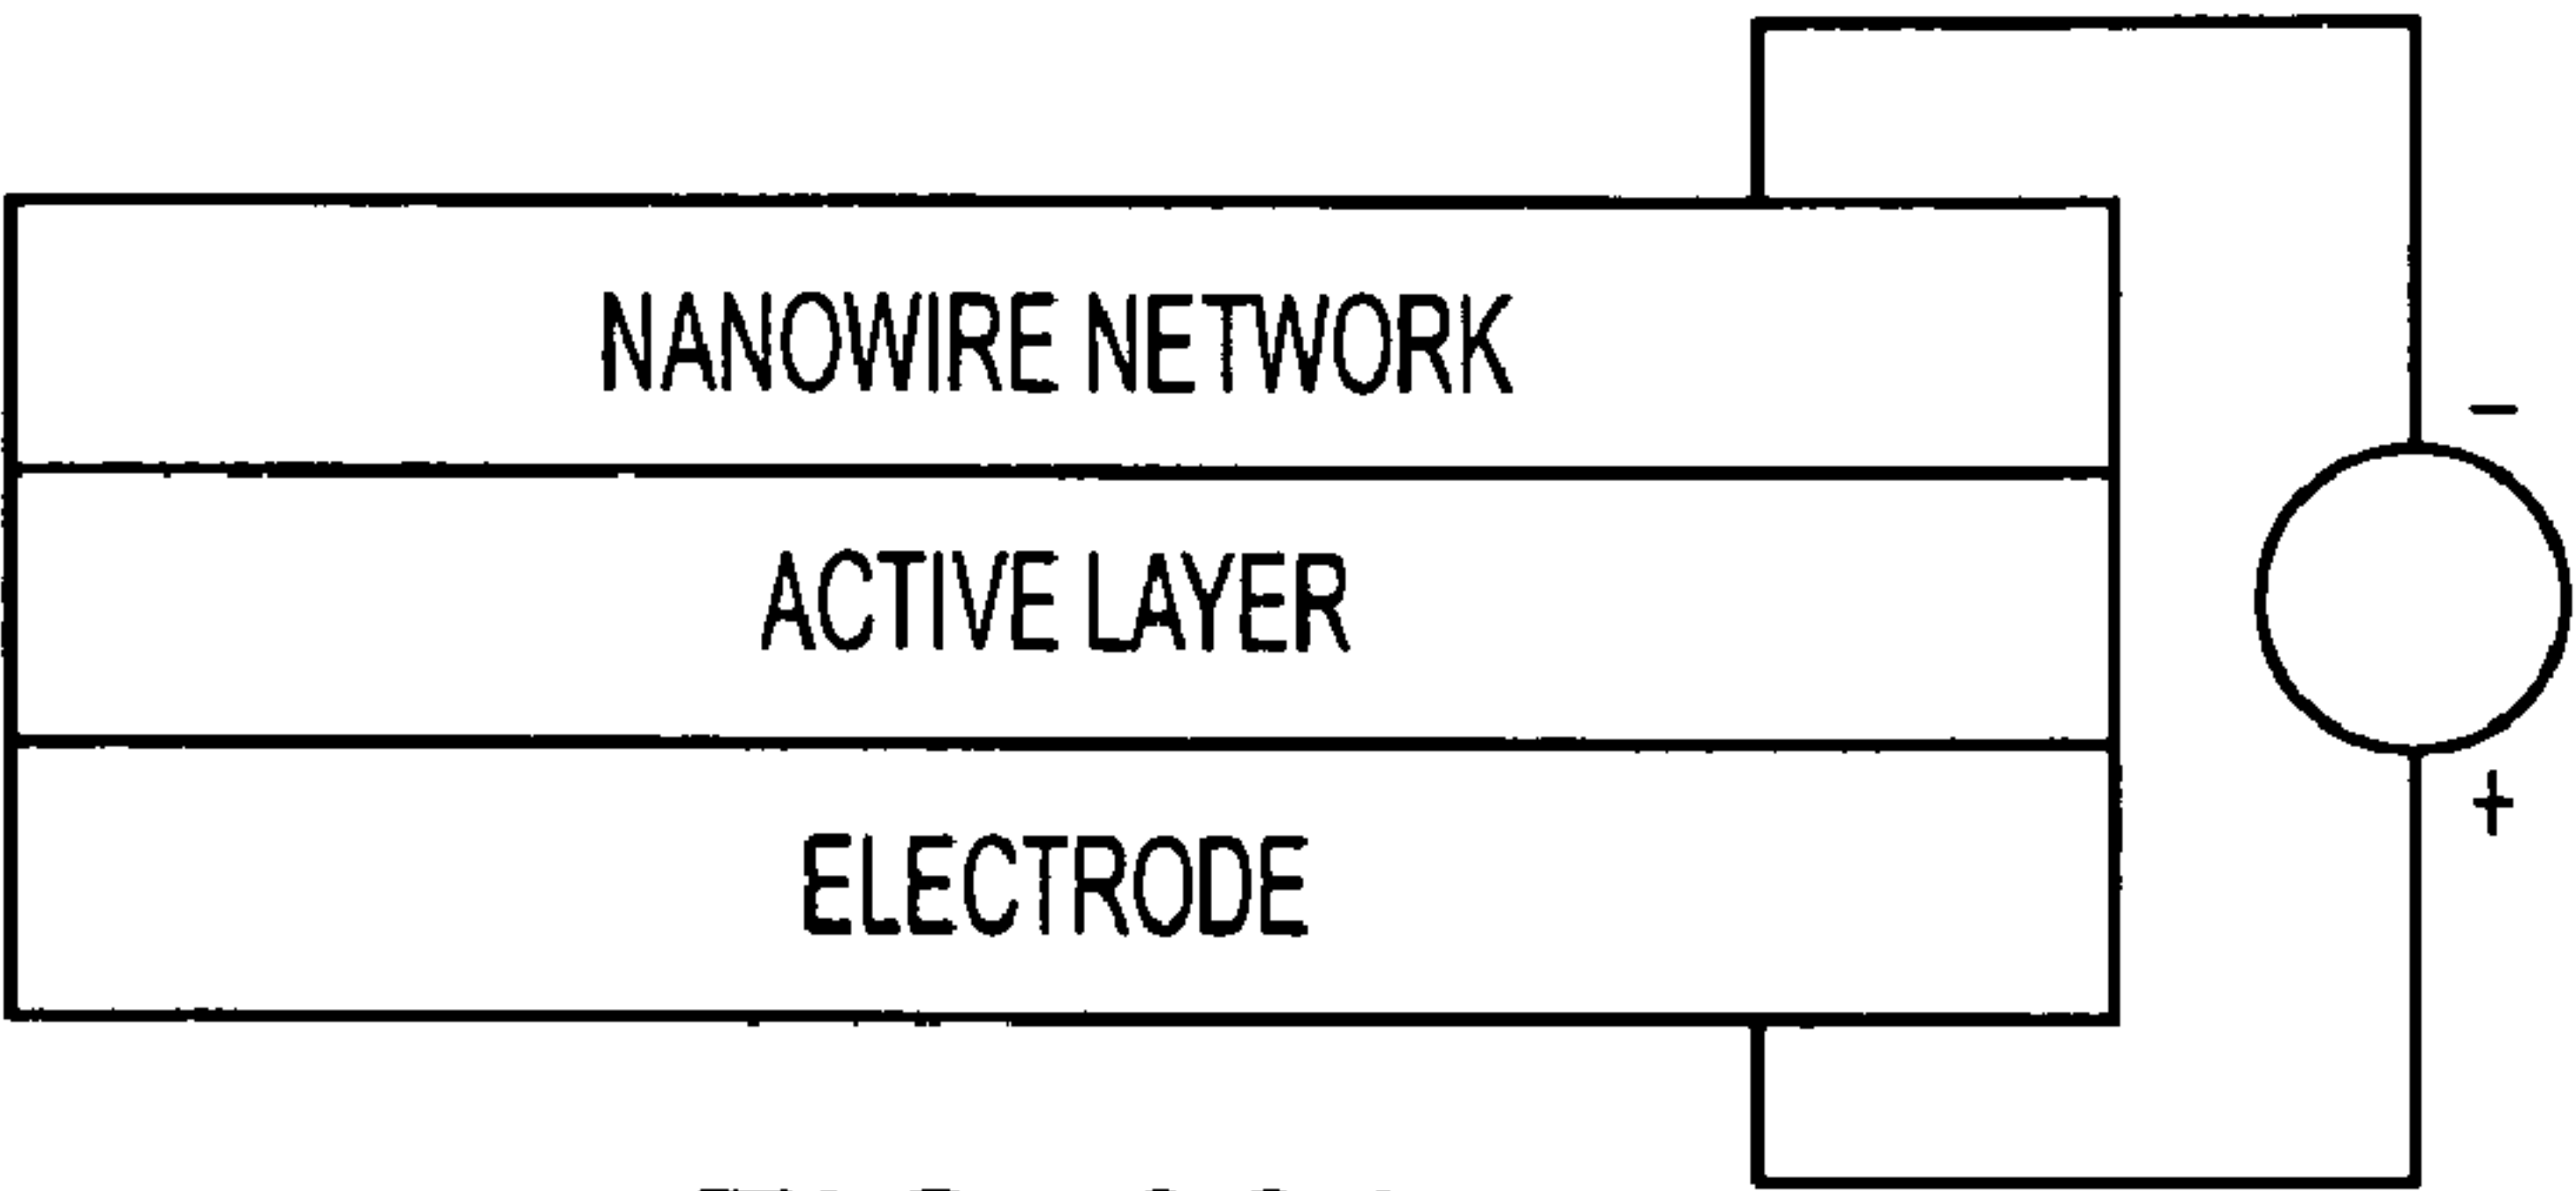 NANOWIRE NETWORK
−
ACTIVE LAYER
+
ELECTRODE